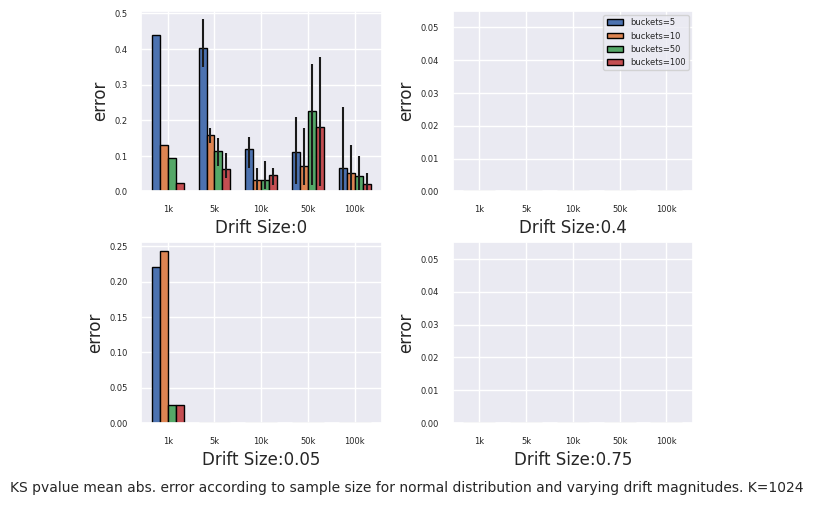 0.5
0.4
0.3
0.2
0.1
0.0
error
1k 5k 10k 50k 100k
Drift Size:0
0.05
0.04
0.03
0.02
0.01
0.00
error
buckets=5
buckets=10
buckets=50
buckets=100
1k 5k 10k 50k 100k
Drift Size:0.4
0.25
0.20
0.15
0.10
0.05
0.00
error
1k 5k 10k 50k 100k
Drift Size:0.05
0.05
0.04
0.03
0.02
0.01
0.00
error
1k 5k 10k 50k 100k
Drift Size:0.75
KS pvalue mean abs. error according to sample size for normal distribution and varying drift magnitudes. K=1024